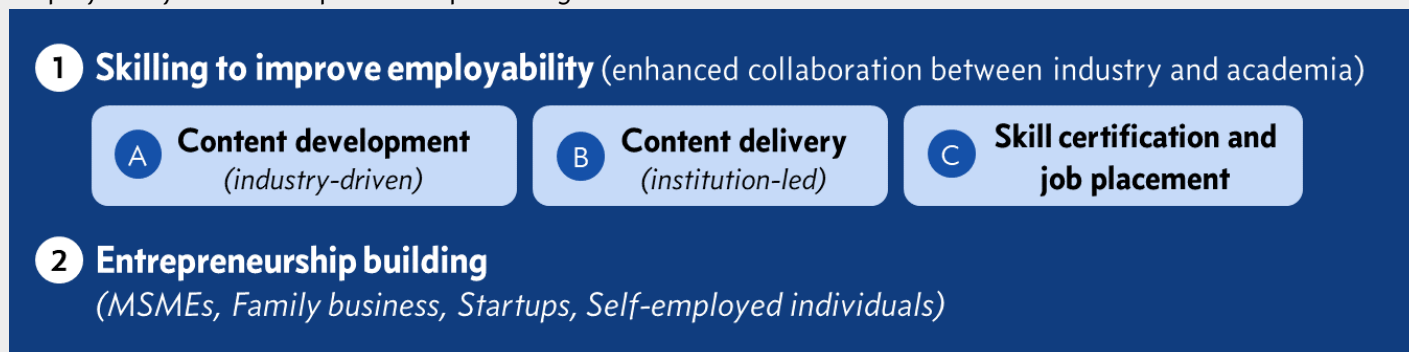 1 Skilling to improve employability (enhanced collaboration between industry and academia)
A Content development
(industry-driven)
B Content delivery
(institution-led)
C Skill certification and
job placement
2 Entrepreneurship building
(MSMEs, Family business, Startups, Self-employed individuals)